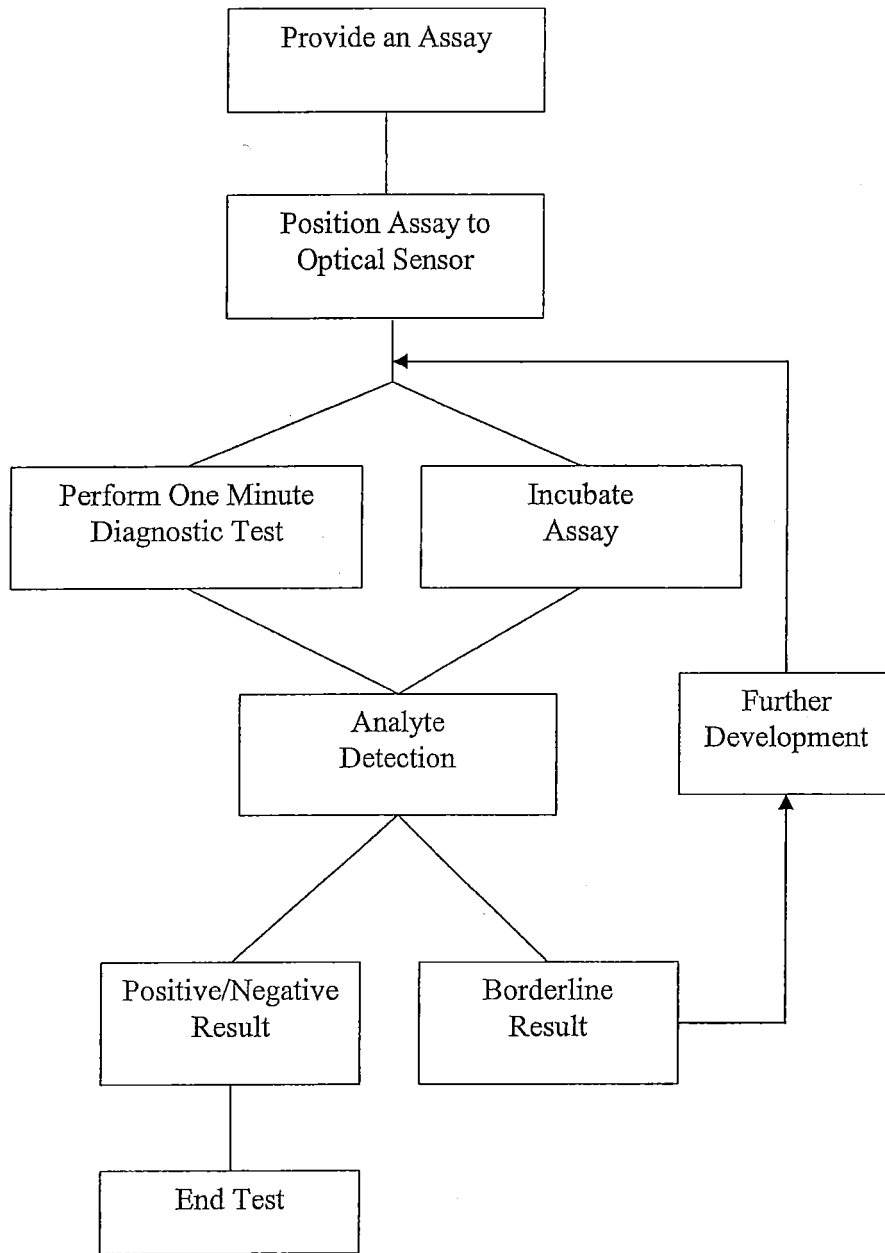 Provide an Assay
Position Assay to
Optical Sensor
Perform One Minute
Diagnostic Test
Incubate
Assay
Analyte
Detection
Further
Development
Positive/Negative
Result
Borderline
Result
End Test